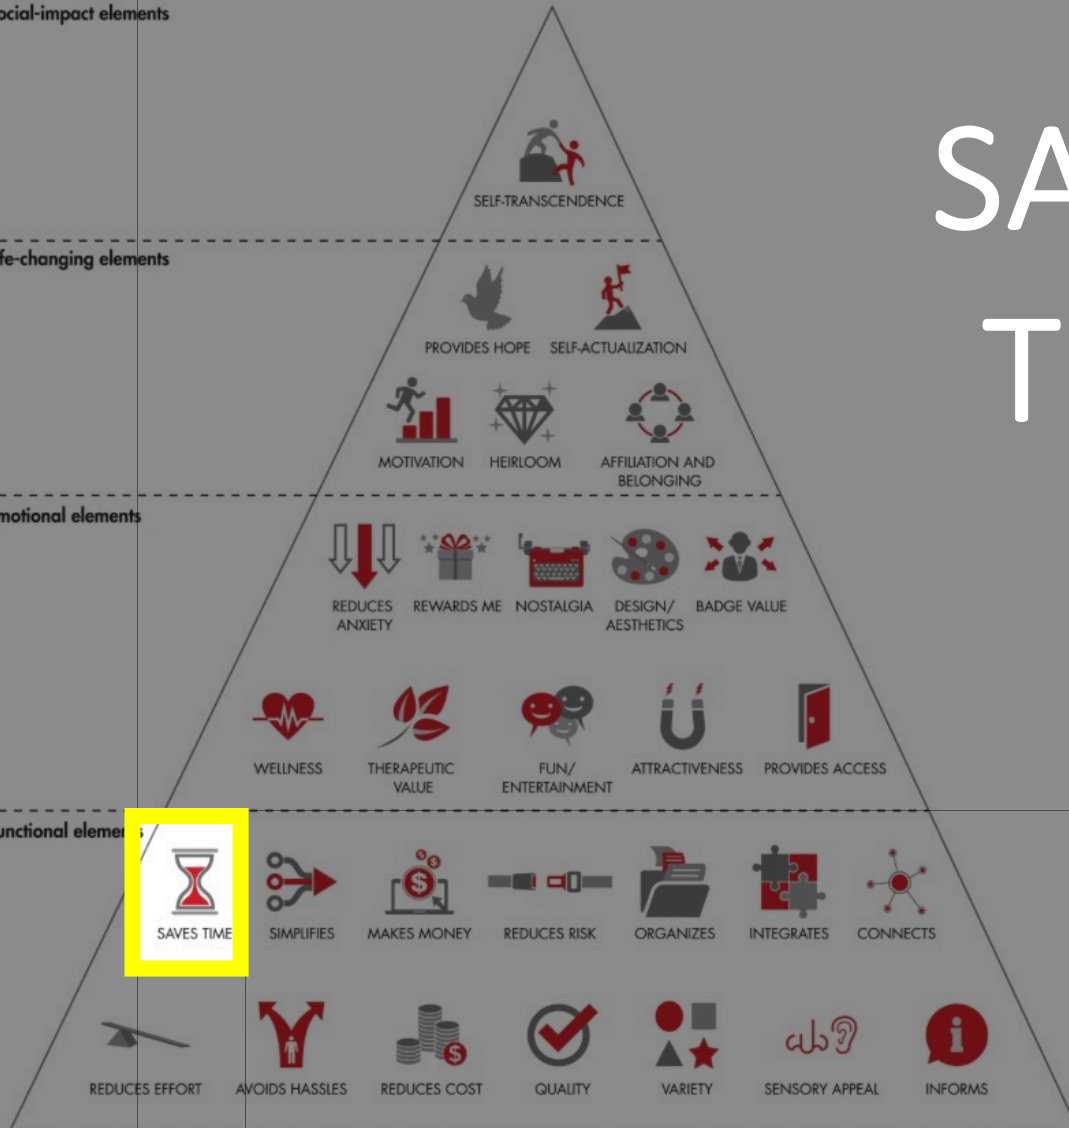 ocial-impact elements
SA
SELF-TRANSCENDENCE
T
fe-changing elements
PROVIDES HOPE SELF-ACTUALIZATION
MOTIVATION HEIRLOOM AFFILIATION AND
BELONGING
motional elements
REDUCES REWARDS ME NOSTALGIA DESIGN/ BADGE VALUE
ANXIETY AESTHETICS
WELLNESS THERAPEUTIC FUN/ ATTRACTIVENESS PROVIDES ACCESS
VALUE ENTERTAINMENT
unctional elements
SAVES TIME SIMPLIFIES MAKES MONEY REDUCES RISK ORGANIZES INTEGRATES CONNECTS
REDUCES EFFORT AVOIDS HASSLES REDUCES COST QUALITY VARIETY SENSORY APPEAL INFORMS